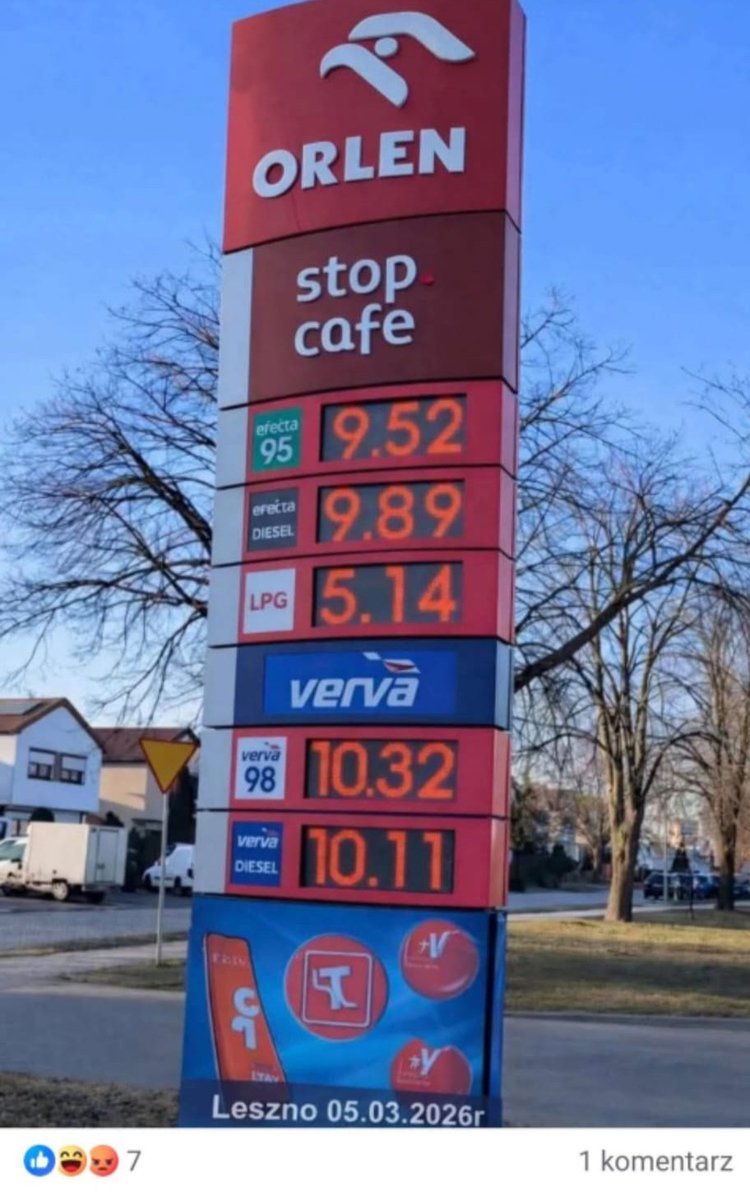 ORLEN
stop
cafe
efecta
95
9.52
efecta
DIESEL
9.89
LPG
5.14
verva
verva
98
10.32
verva
DIESEL
10.11
Leszno 05.03.2026r
7
1 komentarz